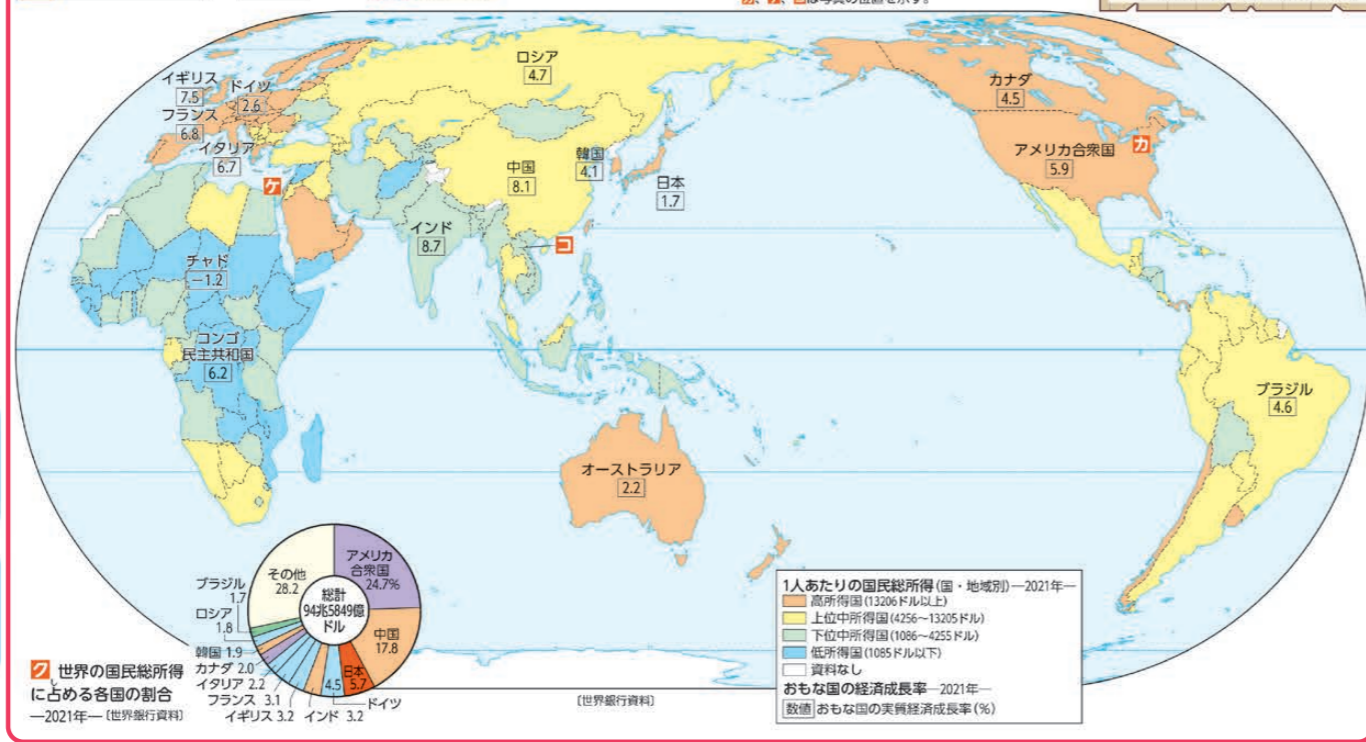 は写真の位置を示す。
ロシア
4.7
イギリス
7.5
ドイツ
2.6
フランス
6.8
イタリア
6.7
カナダ
4.5
アメリカ合衆国
5.9
カ
中国
8.1
韓国
4.1
日本
1.7
ケ
インド
8.7
コ
チャド
-1.2
コンゴ
民主共和国
6.2
ブラジル
4.6
オーストラリア
2.2
総計
94兆5849億
ドル
アメリカ
合衆国
24.7%
中国
17.8
日本
5.7
ドイツ
4.5
インド 3.2
イギリス 3.2
フランス 3.1
イタリア 2.2
カナダ 2.0
韓国 1.9
ロシア
1.8
ブラジル
1.7
その他
28.2
ク 世界の国民総所得
に占める各国の割合
—2021年—〔世界銀行資料〕
〔世界銀行資料〕
1人あたりの国民総所得(国・地域別)—2021年—
高所得国(13206ドル以上)
上位中所得国(4256〜13205ドル)
下位中所得国(1086〜4255ドル)
低所得国(1085ドル以下)
資料なし
おもな国の経済成長率—2021年—
数値 おもな国の実質経済成長率(%)